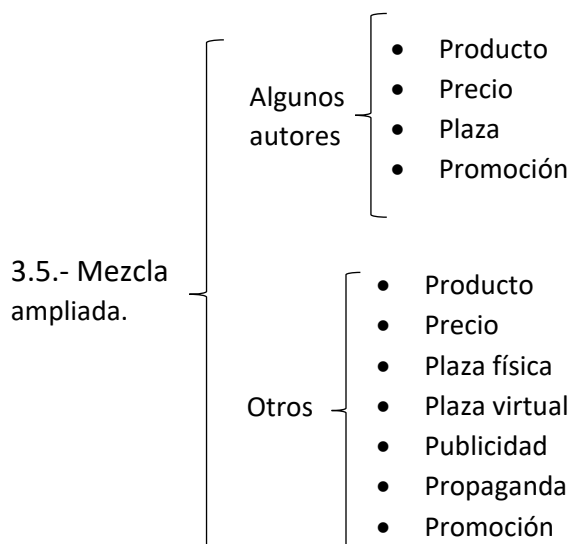 3.5.- Mezcla
ampliada.
Algunos
autores
• Producto
• Precio
• Plaza
• Promoción
Otros
• Producto
• Precio
• Plaza física
• Plaza virtual
• Publicidad
• Propaganda
• Promoción